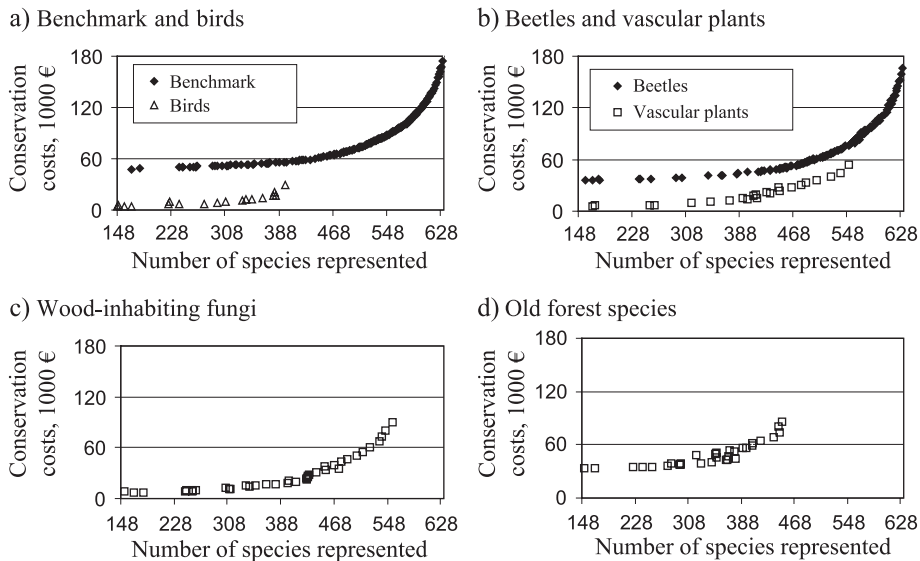 a) Benchmark and birds
Conservation costs, 1000 €
180
120
60
0
Benchmark
Birds
148 228 308 388 468 548 628
Number of species represented
b) Beetles and vascular plants
Conservation costs, 1000 €
180
120
60
0
Beetles
Vascular plants
148 228 308 388 468 548 628
Number of species represented
c) Wood-inhabiting fungi
Conservation costs, 1000 €
180
120
60
0
148 228 308 388 468 548 628
Number of species represented
d) Old forest species
Conservation costs, 1000 €
180
120
60
0
148 228 308 388 468 548 628
Number of species represented